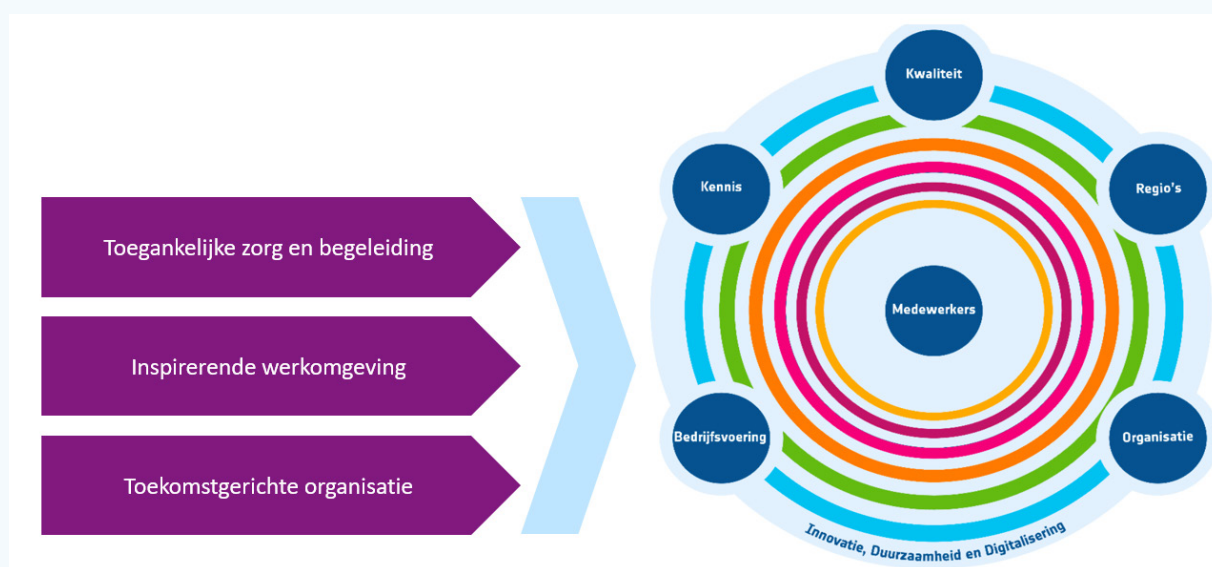 Toegankelijke zorg en begeleiding
Inspirerende werkomgeving
Toekomstgerichte organisatie
Kwaliteit
Kennis
Regio's
Medewerkers
Bedrijfsvoering
Organisatie
Innovatie, Duurzaamheid en Digitalisering